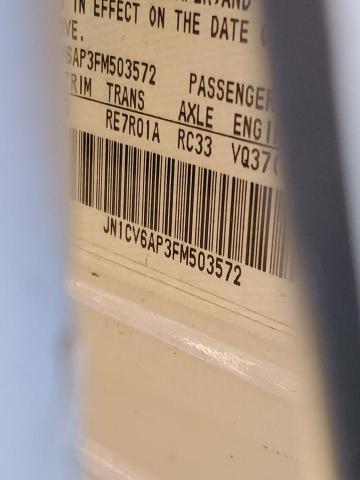 IN EFFECT ON THE DATE
VE.
6AP3FM503572 PASSENGER
TRIM TRANS AXLE ENGI
RE7R01A RC33 VQ37
JN1CV6AP3FM503572